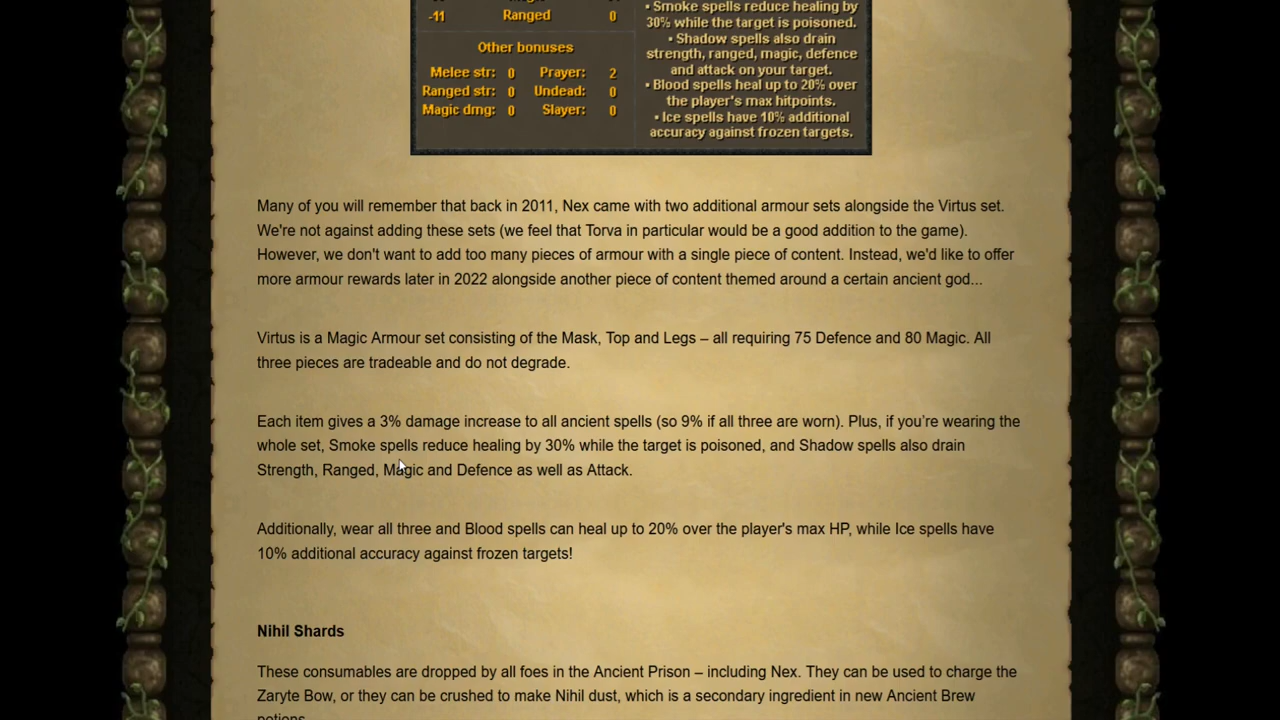 -11 Ranged 0
Other bonuses
Melee str: 0 Prayer: 2
Ranged str: 0 Undead: 0
Magic dmg: 0 Slayer: 0
• Smoke spells reduce healing by
30% while the target is poisoned.
• Shadow spells also drain
strength, ranged, magic, defence
and attack on your target.
• Blood spells heal up to 20% over
the player's max hitpoints.
• Ice spells have 10% additional
accuracy against frozen targets.
Many of you will remember that back in 2011, Nex came with two additional armour sets alongside the Virtus set.
We're not against adding these sets (we feel that Torva in particular would be a good addition to the game).
However, we don't want to add too many pieces of armour with a single piece of content. Instead, we'd like to offer
more armour rewards later in 2022 alongside another piece of content themed around a certain ancient god...
Virtus is a Magic Armour set consisting of the Mask, Top and Legs – all requiring 75 Defence and 80 Magic. All
three pieces are tradeable and do not degrade.
Each item gives a 3% damage increase to all ancient spells (so 9% if all three are worn). Plus, if you're wearing the
whole set, Smoke spells reduce healing by 30% while the target is poisoned, and Shadow spells also drain
Strength, Ranged, Magic and Defence as well as Attack.
Additionally, wear all three and Blood spells can heal up to 20% over the player's max HP, while Ice spells have
10% additional accuracy against frozen targets!
Nihil Shards
These consumables are dropped by all foes in the Ancient Prison – including Nex. They can be used to charge the
Zaryte Bow, or they can be crushed to make Nihil dust, which is a secondary ingredient in new Ancient Brew
potions.